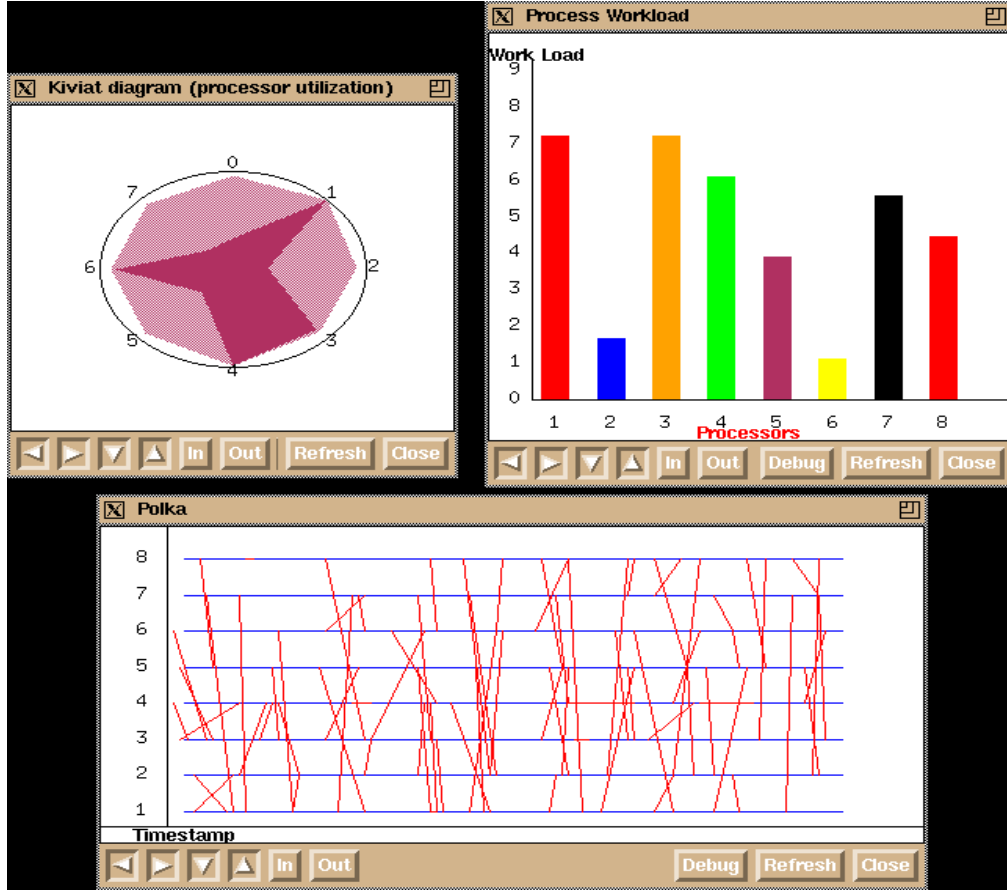 Process Workload
Work Load
9
8
7
6
5
4
3
2
1
0
1 2 3 4 5 6 7 8
Processors
In Out Debug Refresh Close
Kiviat diagram (processor utilization)
0
7 1
6 2
5 3
4
In Out Refresh Close
Polka
8
7
6
5
4
3
2
1
Timestamp
In Out Debug Refresh Close